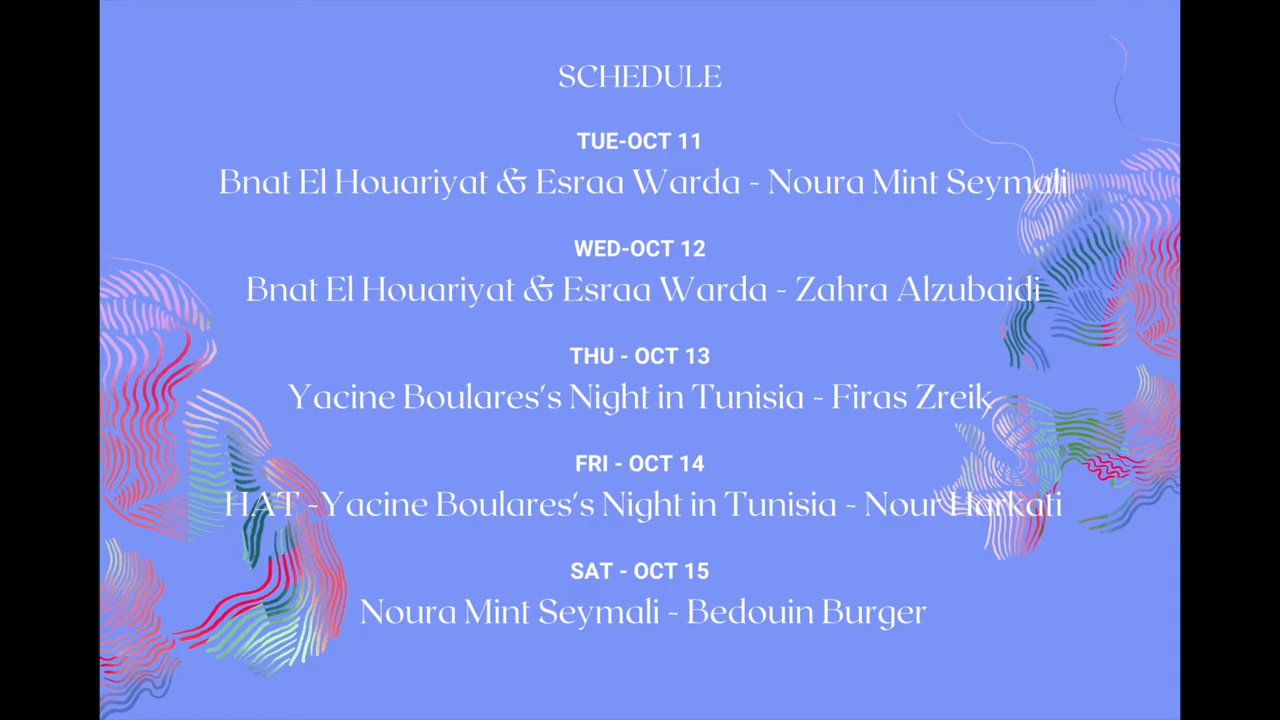 SCHEDULE
TUE-OCT 11
Bnat El Houariyat & Esraa Warda - Noura Mint Seymali
WED-OCT 12
Bnat El Houariyat & Esraa Warda - Zahra Alzubaidi
THU - OCT 13
Yacine Boulares's Night in Tunisia - Firas Zreik
FRI - OCT 14
HAT -Yacine Boulares's Night in Tunisia - Nour Harkati
SAT - OCT 15
Noura Mint Seymali - Bedouin Burger